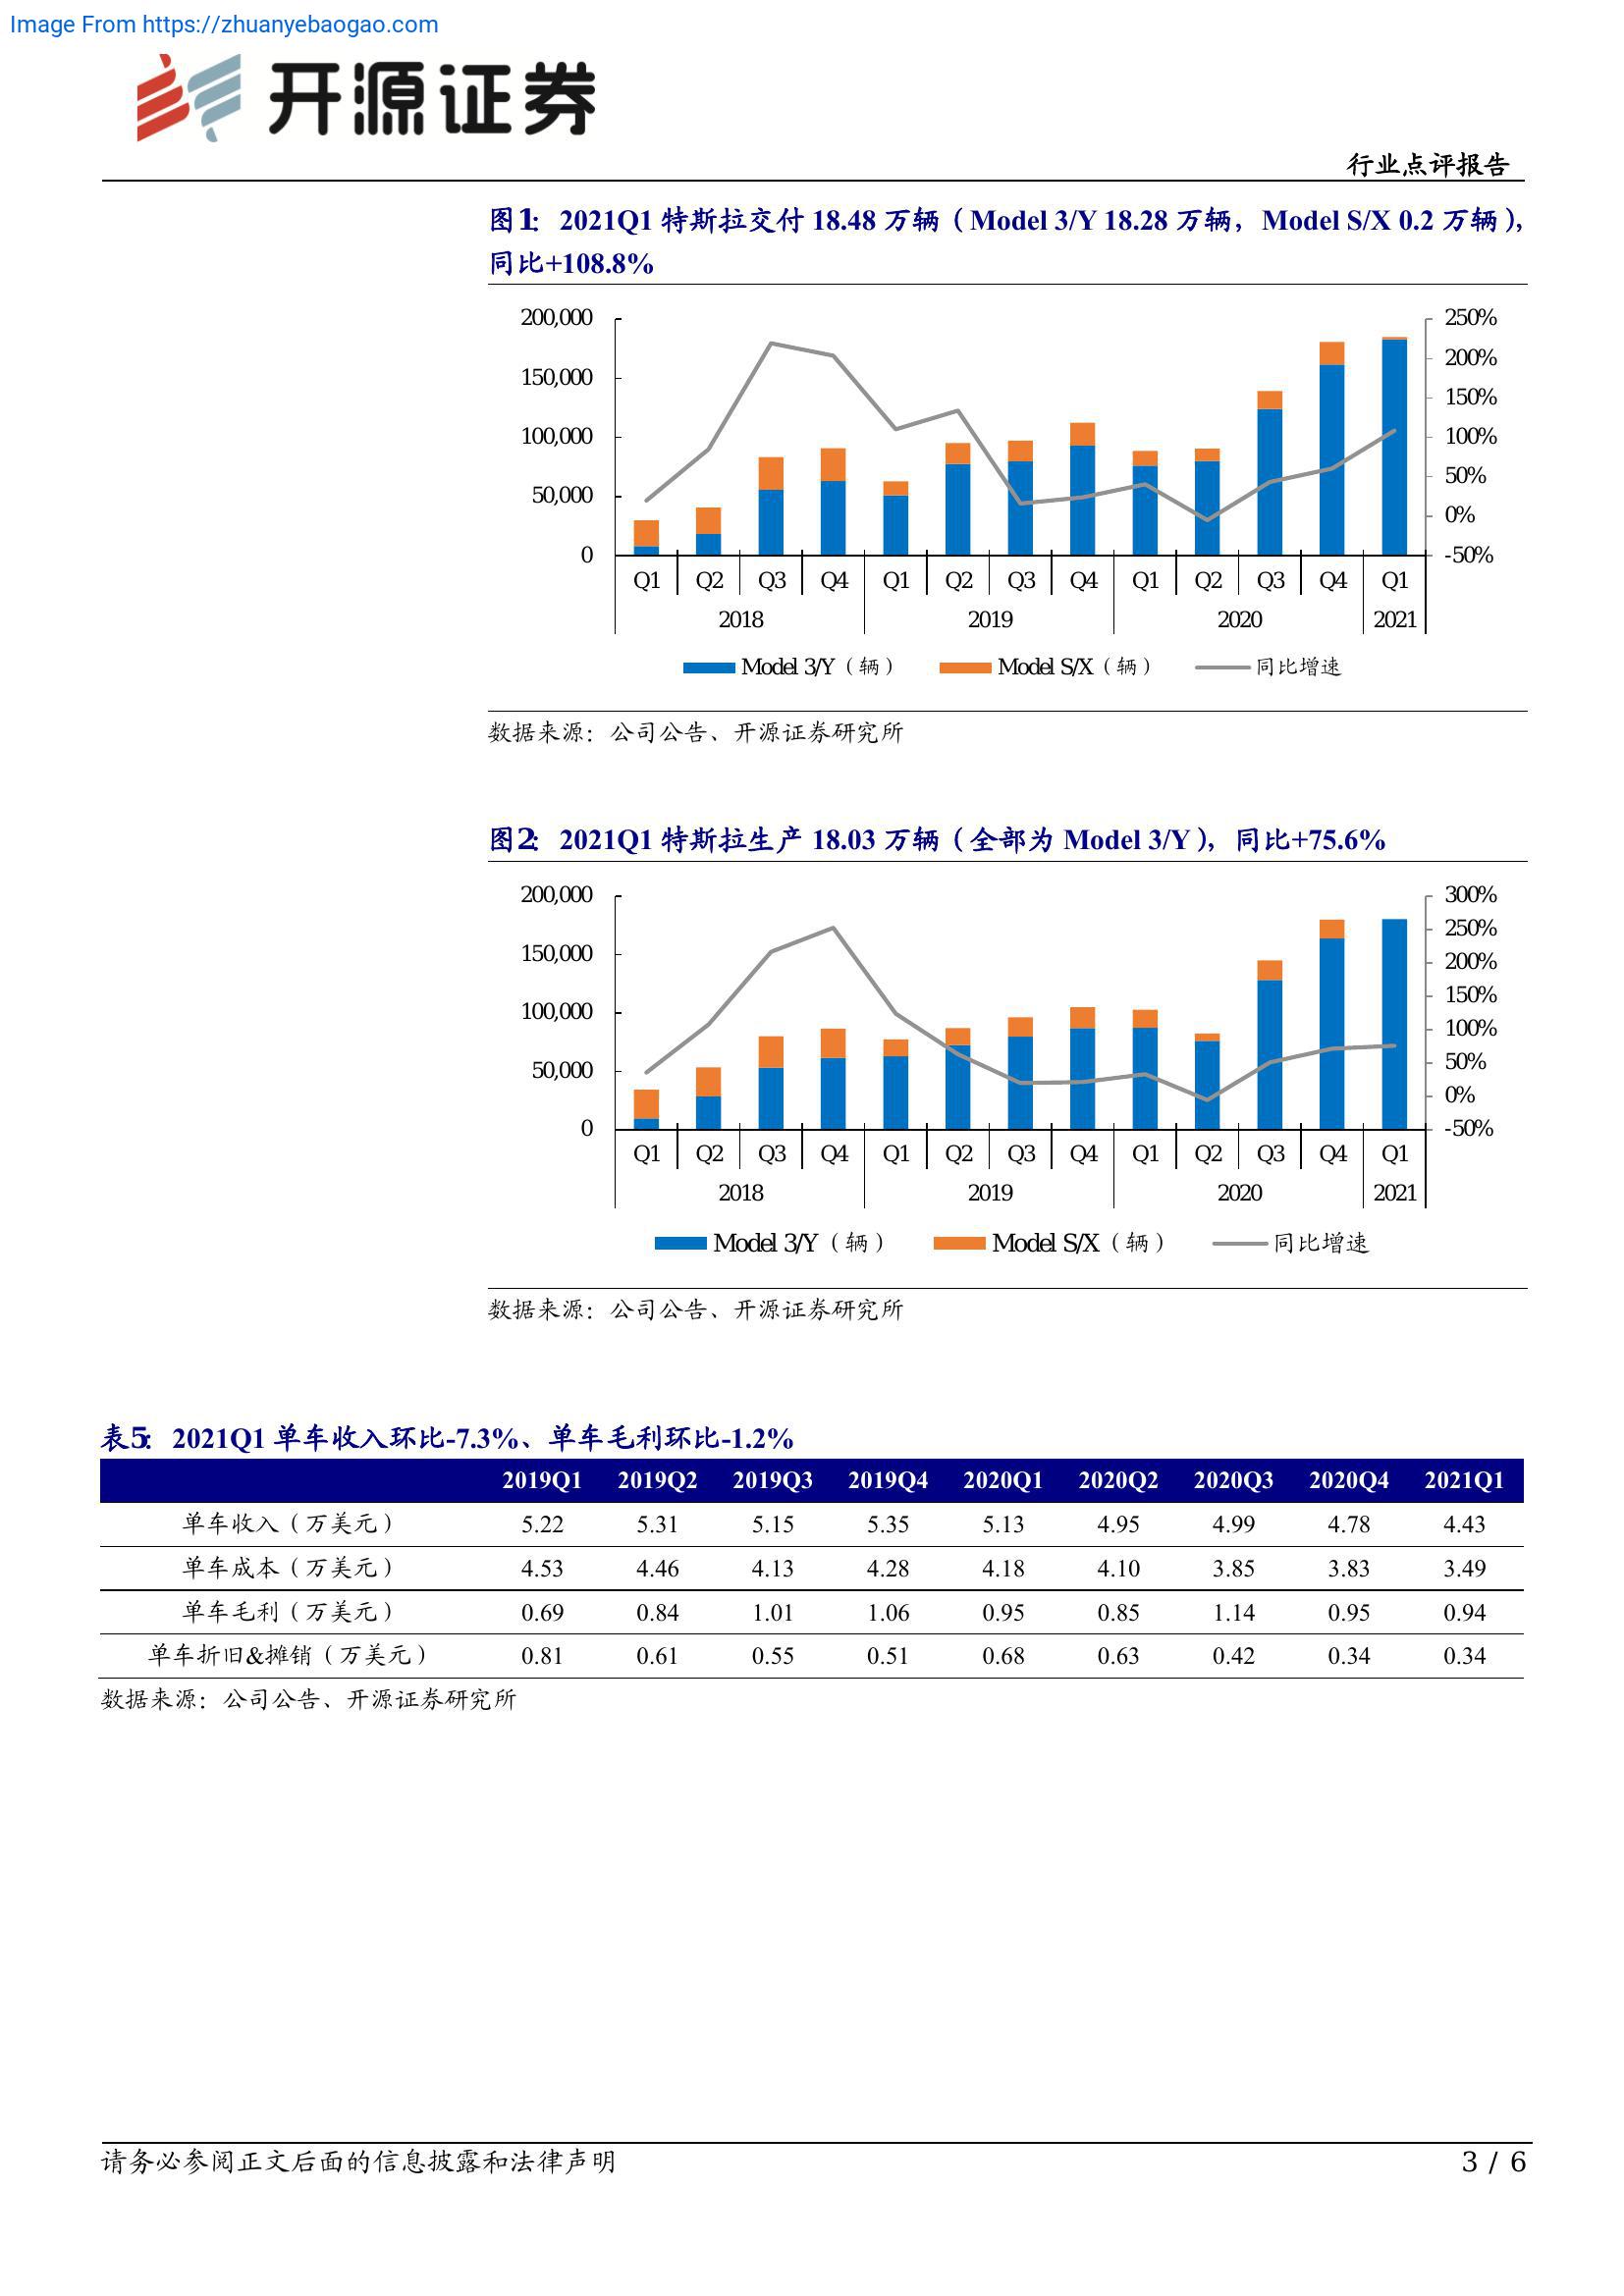 Image From https://zhuanyebaogao.com
开源证券
行业点评报告
图1： 2021Q1 特斯拉交付 18.48 万辆（Model 3/Y 18.28 万辆，Model S/X 0.2 万辆），
同比+108.8%
200,000 250%
200%
150,000 150%
100,000 100%
50,000 50%
0%
0 -50%
Q1 Q2 Q3 Q4 Q1 Q2 Q3 Q4 Q1 Q2 Q3 Q4 Q1
2018 2019 2020 2021
Model 3/Y（辆） Model S/X（辆） 同比增速
数据来源：公司公告、开源证券研究所
图2： 2021Q1 特斯拉生产 18.03 万辆（全部为 Model 3/Y），同比+75.6%
200,000 300%
250%
150,000 200%
150%
100,000 100%
50,000 50%
0%
0 -50%
Q1 Q2 Q3 Q4 Q1 Q2 Q3 Q4 Q1 Q2 Q3 Q4 Q1
2018 2019 2020 2021
Model 3/Y（辆） Model S/X（辆） 同比增速
数据来源：公司公告、开源证券研究所
表5： 2021Q1 单车收入环比-7.3%、单车毛利环比-1.2%
2019Q1 2019Q2 2019Q3 2019Q4 2020Q1 2020Q2 2020Q3 2020Q4 2021Q1
单车收入（万美元） 5.22 5.31 5.15 5.35 5.13 4.95 4.99 4.78 4.43
单车成本（万美元） 4.53 4.46 4.13 4.28 4.18 4.10 3.85 3.83 3.49
单车毛利（万美元） 0.69 0.84 1.01 1.06 0.95 0.85 1.14 0.95 0.94
单车折旧&摊销（万美元） 0.81 0.61 0.55 0.51 0.68 0.63 0.42 0.34 0.34
数据来源：公司公告、开源证券研究所
请务必参阅正文后面的信息披露和法律声明 3 / 6